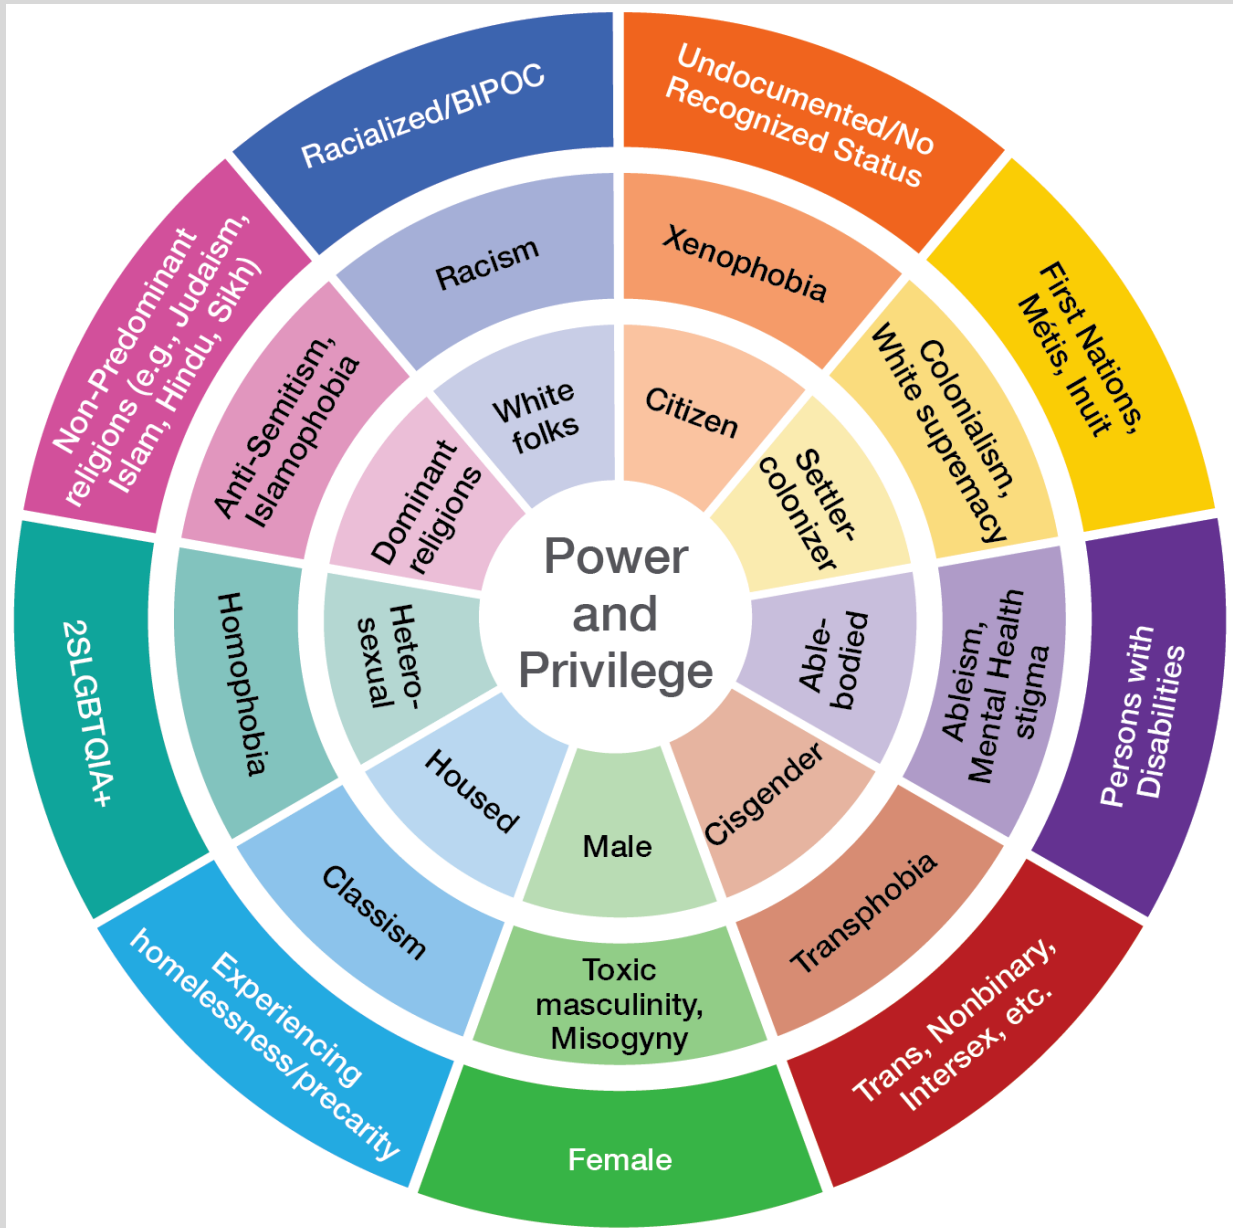 Power
and
Privilege
Undocumented/No
Recognized Status
Xenophobia
Citizen
First Nations,
Métis, Inuit
Colonialism,
White supremacy
Settler-
colonizer
Persons with
Disabilities
Ableism,
Mental Health
stigma
Able-
bodied
Trans, Nonbinary,
Intersex, etc.
Transphobia
Cisgender
Female
Toxic
masculinity,
Misogyny
Male
Experiencing
homelessness/precarity
Classism
Housed
2SLGBTQIA+
Homophobia
Hetero-
sexual
Non-Predominant
religions (e.g., Judaism,
Islam, Hindu, Sikh)
Anti-Semitism,
Islamophobia
Dominant
religions
Racialized/BIPOC
Racism
White
folks